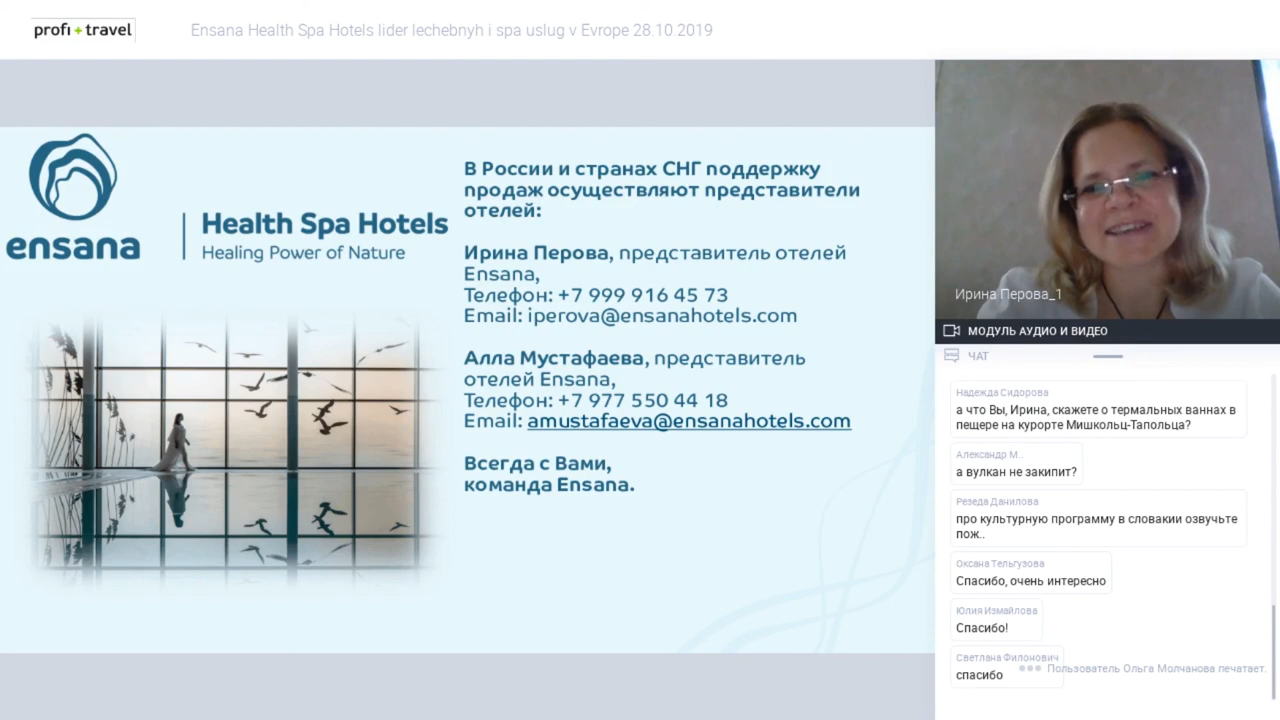 profi + travel
Ensana Health Spa Hotels lider lechebnyh i spa uslug v Evrope 28.10.2019
ensana
Health Spa Hotels
Healing Power of Nature
В России и странах СНГ поддержку
продаж осуществляют представители
отелей:
Ирина Перова, представитель отелей
Ensana,
Телефон: +7 999 916 45 73
Email: iperova@ensanahotels.com
Алла Мустафаева, представитель
отелей Ensana,
Телефон: +7 977 550 44 18
Email: amustafaeva@ensanahotels.com
Всегда с Вами,
команда Ensana.
Ирина Перова_1
МОДУЛЬ АУДИО И ВИДЕО
ЧАТ
Надежда Сидорова
а что Вы, Ирина, скажете о термальных ваннах в
пещере на курорте Мишкольц-Тапольца?
Александр М..
а вулкан не закипит?
Резеда Данилова
про культурную программу в словакии озвучьте
пож..
Оксана Тельгузова
Спасибо, очень интересно
Юлия Измайлова
Спасибо!
Светлана Филонович
спасибо
Пользователь Ольга Молчанова печатает.